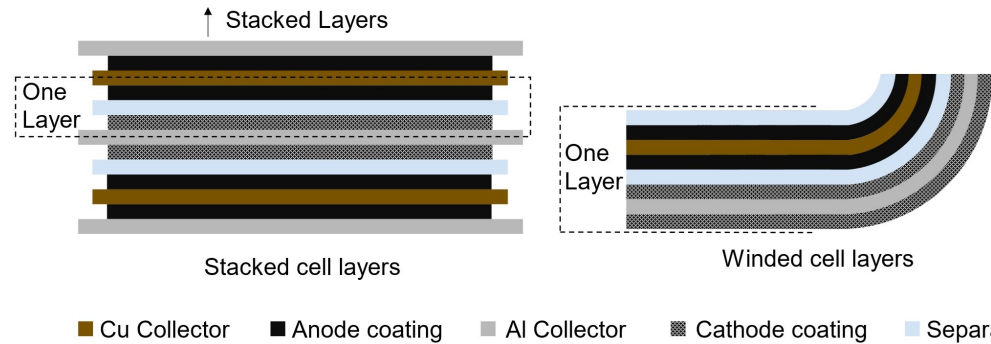 Stacked Layers
One
Layer
One
Layer
Stacked cell layers
Winded cell layers
Cu Collector Anode coating Al Collector Cathode coating